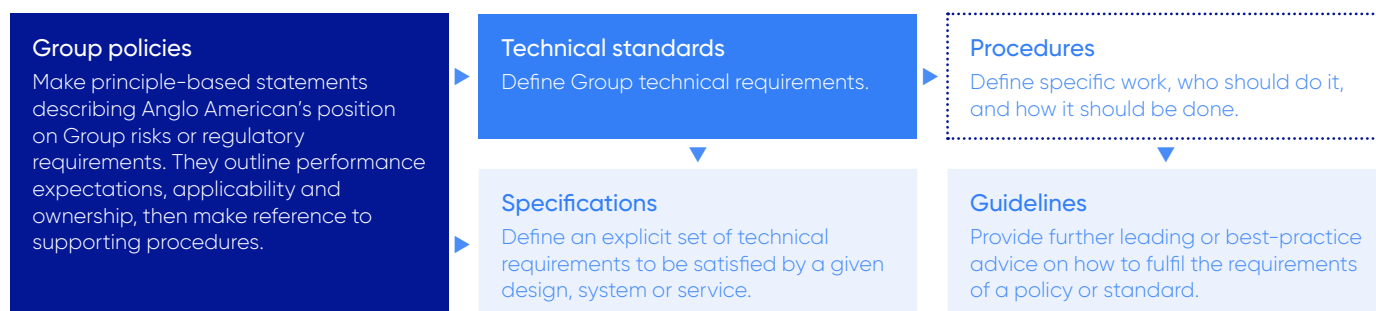 Group policies
Make principle-based statements
describing Anglo American's position
on Group risks or regulatory
requirements. They outline performance
expectations, applicability and
ownership, then make reference to
supporting procedures.
Technical standards
Define Group technical requirements.
Specifications
Define an explicit set of technical
requirements to be satisfied by a given
design, system or service.
Procedures
Define specific work, who should do it,
and how it should be done.
Guidelines
Provide further leading or best-practice
advice on how to fulfil the requirements
of a policy or standard.